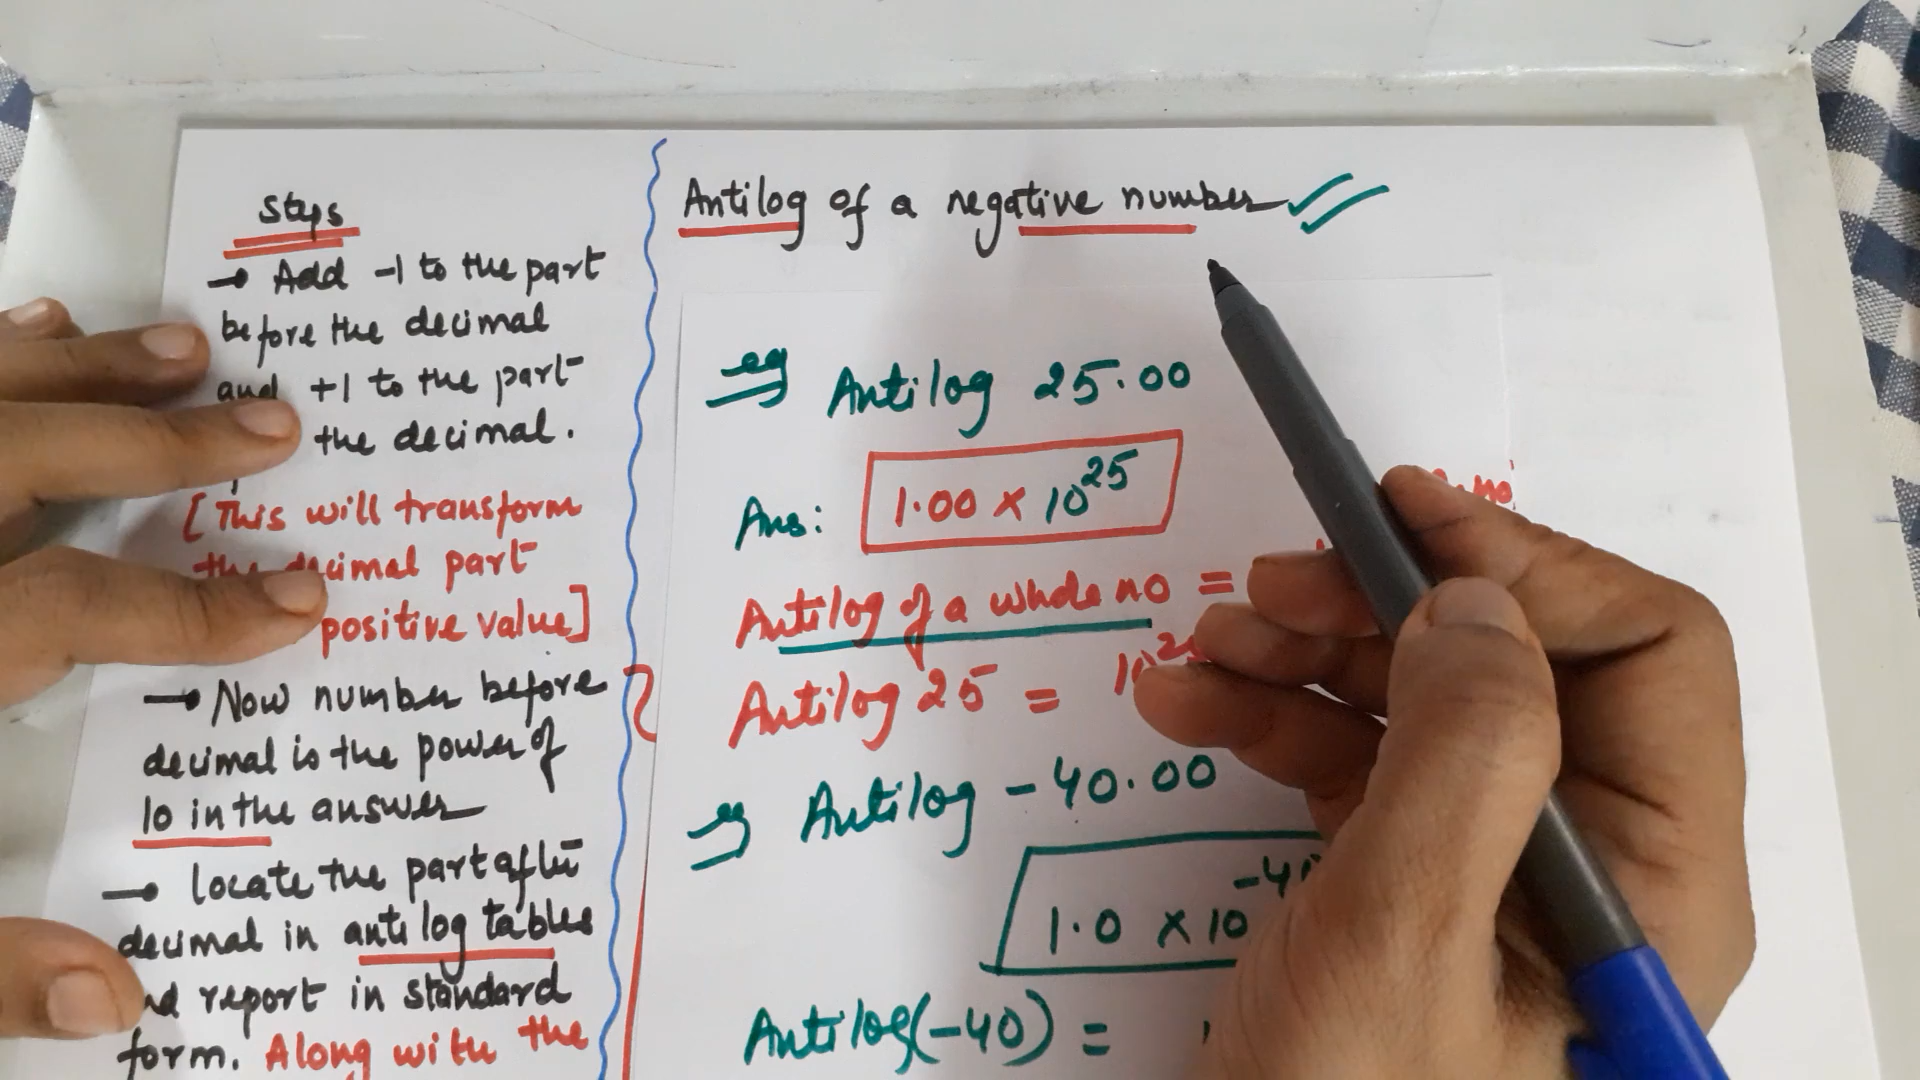 Steps
→ Add -1 to the part
before the decimal
and +1 to the part
the decimal.
[This will transform
the decimal part
positive value]
→ Now number before
decimal is the power of
10 in the answer
→ Locate the part after
decimal in antilog tables
report in standard
form. Along with the
Antilog of a negative number
eg Antilog 25.00
Ans: 1.00 × 10²⁵
Antilog of a whole no =
Antilog 25 =
eg Antilog -40.00
1.0 × 10
Antilog(-40) =